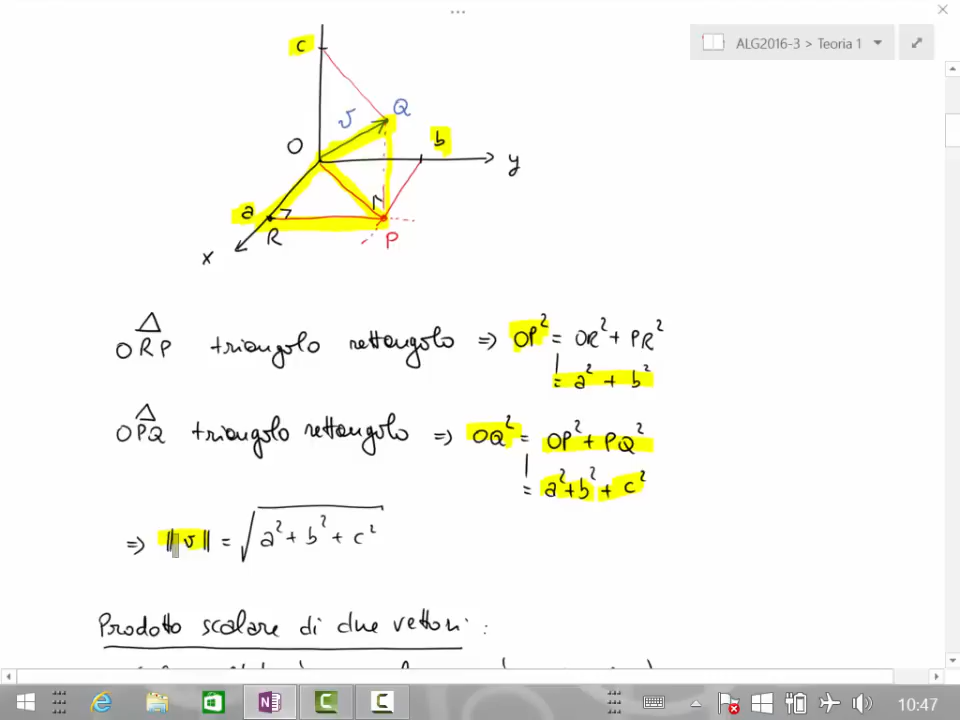 ALG2016-3 > Teoria 1
c
v Q
O b
y
a
R P
x
ORP triangolo rettangolo ⇒ OP² = OR² + PR²
= a² + b²
OPQ triangolo rettangolo ⇒ OQ² = OP² + PQ²
= a² + b² + c²
⇒ ||v|| = √a² + b² + c²
Prodotto scalare di due vettori :
10:47